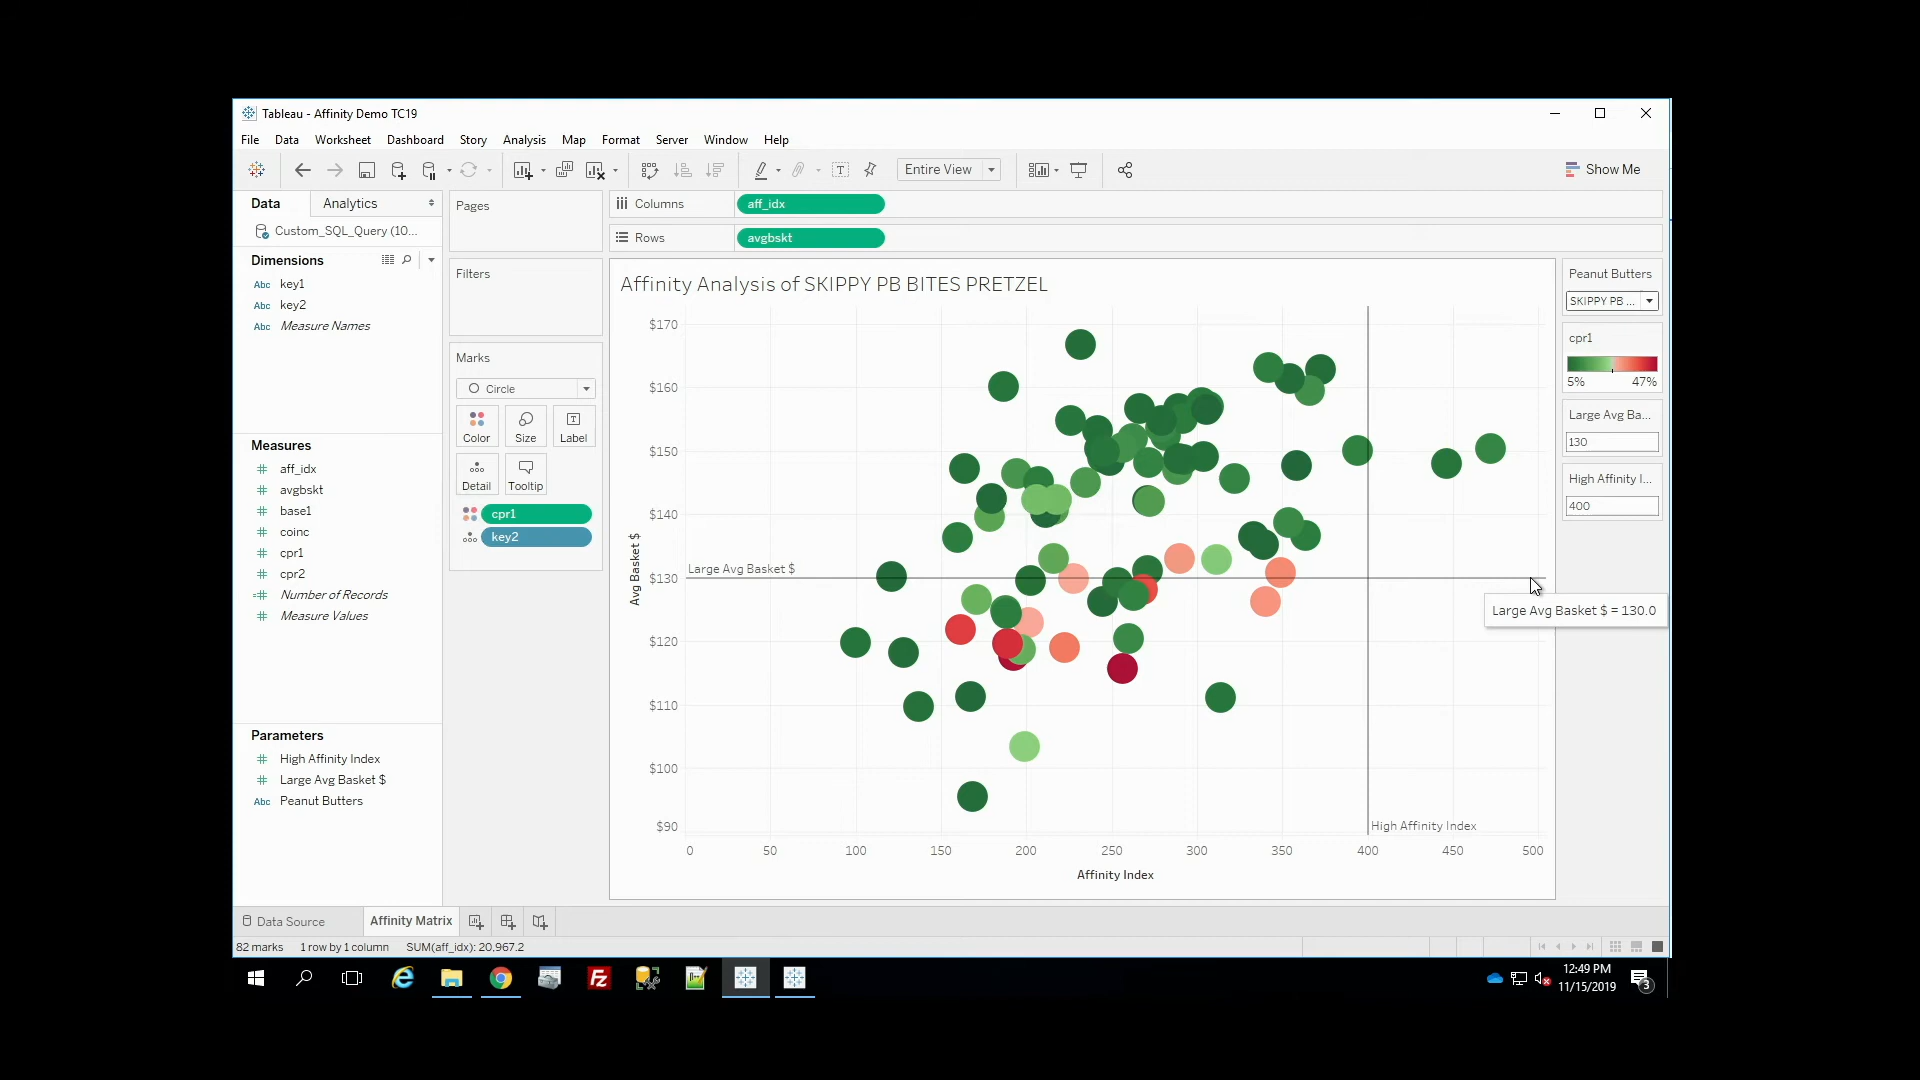 Tableau - Affinity Demo TC19
File Data Worksheet Dashboard Story Analysis Map Format Server Window Help
Entire View
Show Me
Data Analytics
Custom_SQL_Query (10...
Dimensions
Abc key1
Abc key2
Abc Measure Names
Measures
# aff_idx
# avgbskt
# base1
# coinc
# cpr1
# cpr2
=# Number of Records
# Measure Values
Parameters
# High Affinity Index
# Large Avg Basket $
Abc Peanut Butters
Pages
Filters
Marks
Circle
Color Size Label
Detail Tooltip
cpr1
key2
Columns aff_idx
Rows avgbskt
Affinity Analysis of SKIPPY PB BITES PRETZEL
$170
$160
$150
$140
$130
$120
$110
$100
$90
Avg Basket $
Large Avg Basket $
High Affinity Index
0 50 100 150 200 250 300 350 400 450 500
Affinity Index
Large Avg Basket $ = 130.0
Peanut Butters
SKIPPY PB ...
cpr1
5% 47%
Large Avg Ba...
130
High Affinity I...
400
Data Source Affinity Matrix
82 marks 1 row by 1 column SUM(aff_idx): 20,967.2
12:49 PM
11/15/2019
3